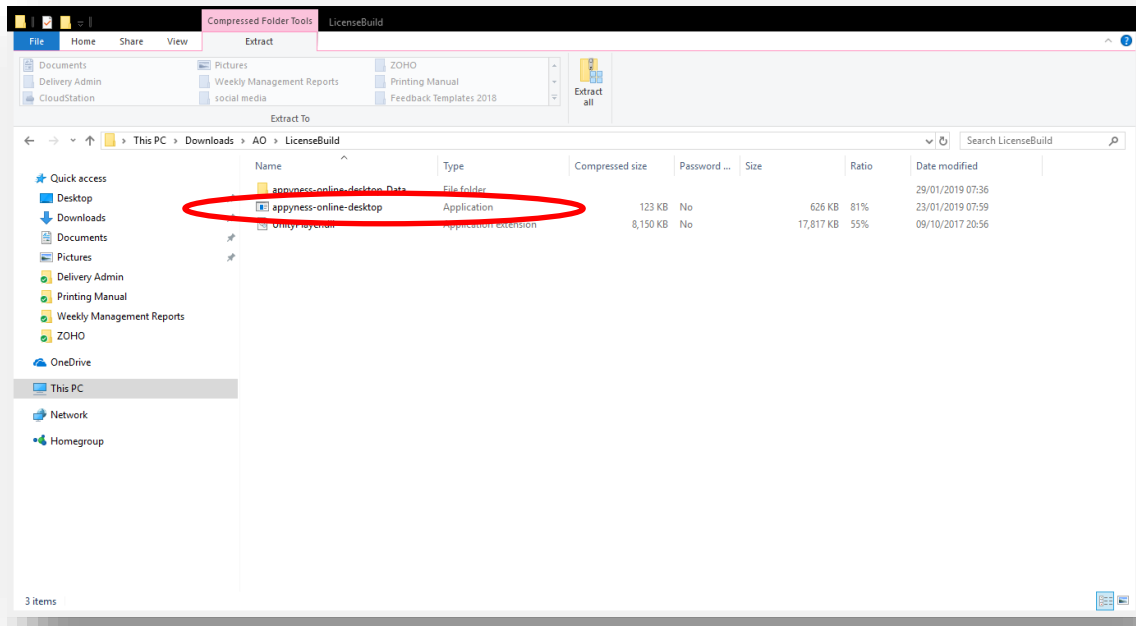 Compressed Folder Tools LicenseBuild
File Home Share View Extract
Documents Pictures ZOHO
Delivery Admin Weekly Management Reports Printing Manual
CloudStation social media Feedback Templates 2018
Extract all
Extract To
This PC > Downloads > AO > LicenseBuild Search LicenseBuild
Name Type Compressed size Password ... Size Ratio Date modified
appyness-online-desktop_Data File folder 29/01/2019 07:36
appyness-online-desktop Application 123 KB No 626 KB 81% 23/01/2019 07:59
UnityPlayer.dll Application extension 8,150 KB No 17,817 KB 55% 09/10/2017 20:56
Quick access
Desktop
Downloads
Documents
Pictures
Delivery Admin
Printing Manual
Weekly Management Reports
ZOHO
OneDrive
This PC
Network
Homegroup
3 items